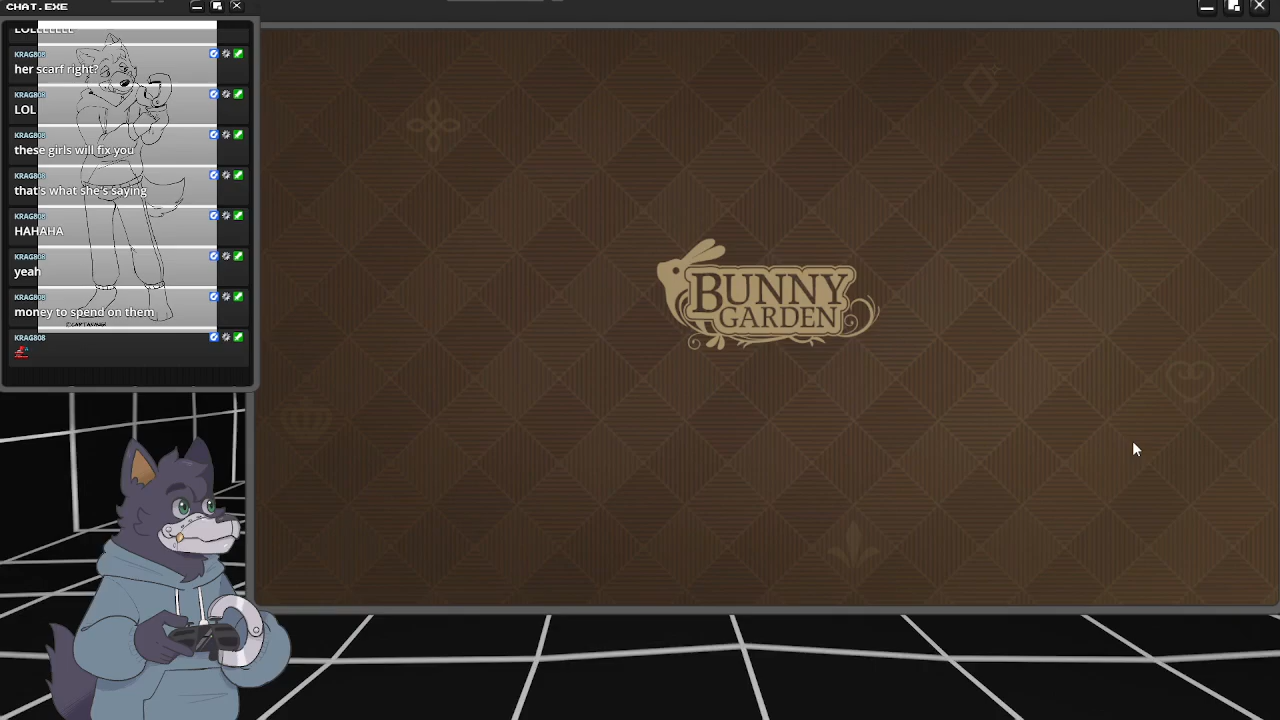 CHAT.EXE
LOLEEEEEE
KRAG808
her scarf right?
KRAG808
LOL
KRAG808
these girls will fix you
KRAG808
that's what she's saying
KRAG808
HAHAHA
KRAG808
yeah
KRAG808
money to spend on them
KRAG808
BUNNY
GARDEN